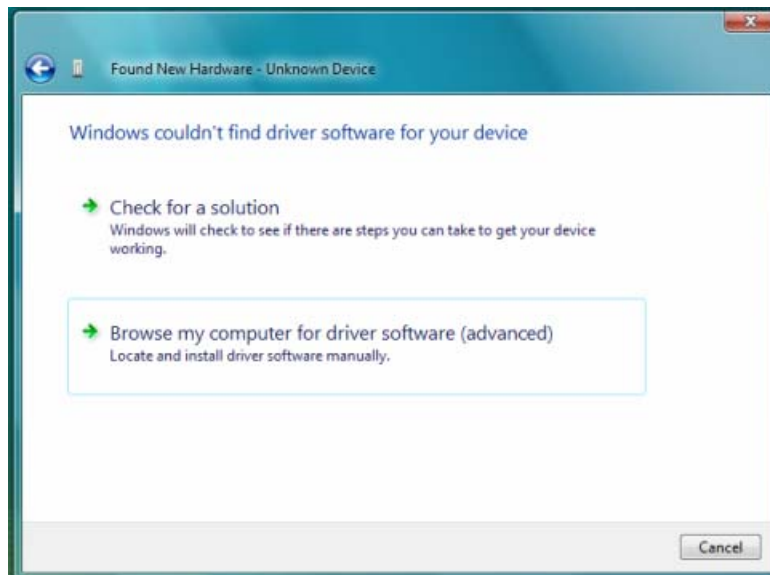 Found New Hardware - Unknown Device
Windows couldn't find driver software for your device
Check for a solution
Windows will check to see if there are steps you can take to get your device
working.
Browse my computer for driver software (advanced)
Locate and install driver software manually.
Cancel